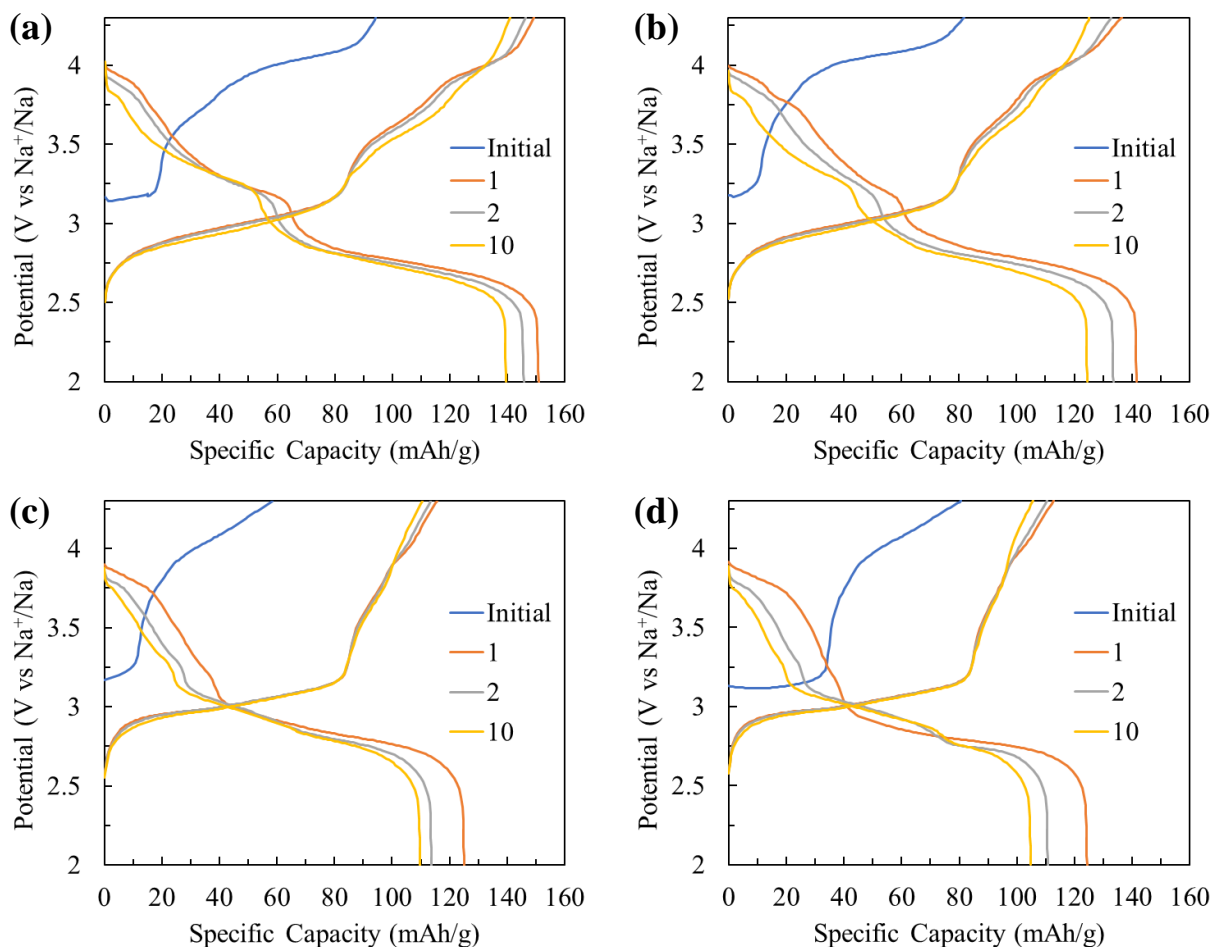 (a)
Potential (V vs Na⁺/Na)
4
3.5
3
2.5
2
Initial
1
2
10
0 20 40 60 80 100 120 140 160
Specific Capacity (mAh/g)
(b)
Potential (V vs Na⁺/Na)
4
3.5
3
2.5
2
Initial
1
2
10
0 20 40 60 80 100 120 140 160
Specific Capacity (mAh/g)
(c)
Potential (V vs Na⁺/Na)
4
3.5
3
2.5
2
Initial
1
2
10
0 20 40 60 80 100 120 140 160
Specific Capacity (mAh/g)
(d)
Potential (V vs Na⁺/Na)
4
3.5
3
2.5
2
Initial
1
2
10
0 20 40 60 80 100 120 140 160
Specific Capacity (mAh/g)